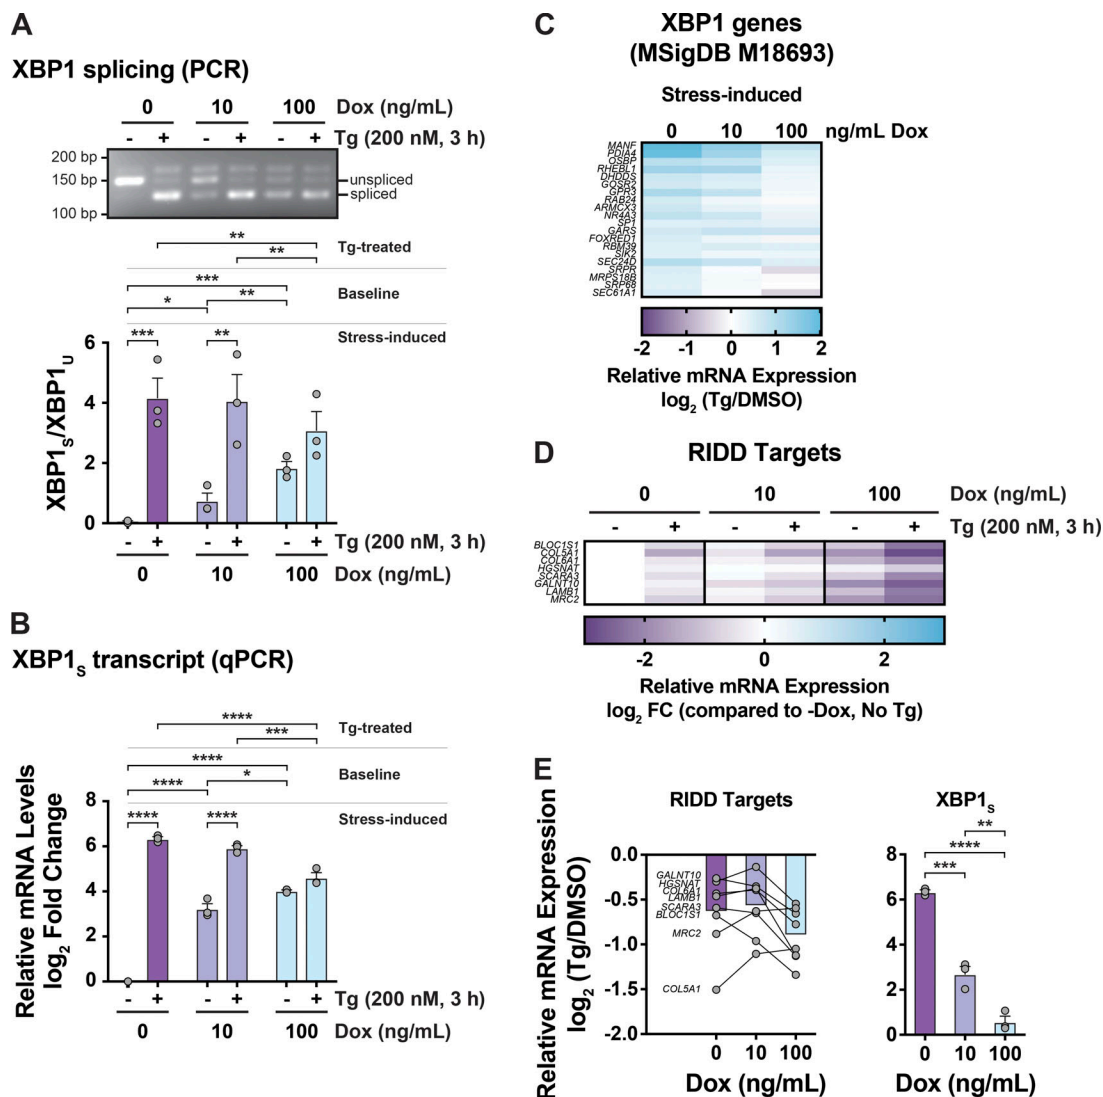 A
XBP1 splicing (PCR)
0 10 100 Dox (ng/mL)
- + - + - + Tg (200 nM, 3 h)
200 bp
150 bp
100 bp
unspliced
spliced
** Tg-treated
**
*** Baseline
* **
Stress-induced
*** **
XBP1S/XBP1U
6
4
2
0
- + - + - + Tg (200 nM, 3 h)
0 10 100 Dox (ng/mL)
B
XBP1S transcript (qPCR)
**** Tg-treated
***
**** Baseline
**** *
Stress-induced
**** ****
Relative mRNA Levels
log2 Fold Change
8
6
4
2
0
- + - + - + Tg (200 nM, 3 h)
0 10 100 Dox (ng/mL)
C
XBP1 genes
(MSigDB M18693)
Stress-induced
0 10 100 ng/mL Dox
MANF
PDIA4
OSBP
RHEBL1
DHDDS
GOSR2
GPR3
RAB24
ARMCX3
NR4A3
SP1
GARS
FOXRED1
RBM39
SIK2
SEC24D
SRPR
MRPS18B
SRP68
SEC61A1
-2 -1 0 1 2
Relative mRNA Expression
log2 (Tg/DMSO)
D
RIDD Targets
0 10 100 Dox (ng/mL)
- + - + - + Tg (200 nM, 3 h)
BLOC1S1
COL5A1
COL6A1
HGSNAT
SCARA3
GALNT10
LAMB1
MRC2
-2 0 2
Relative mRNA Expression
log2 FC (compared to -Dox, No Tg)
E
RIDD Targets
Relative mRNA Expression
log2 (Tg/DMSO)
0.0
-0.5
-1.0
-1.5
-2.0
GALNT10
HGSNAT
COL6A1
LAMB1
SCARA3
BLOC1S1
MRC2
COL5A1
0 10 100
Dox (ng/mL)
XBP1S
**
****
***
8
6
4
2
0
0 10 100
Dox (ng/mL)